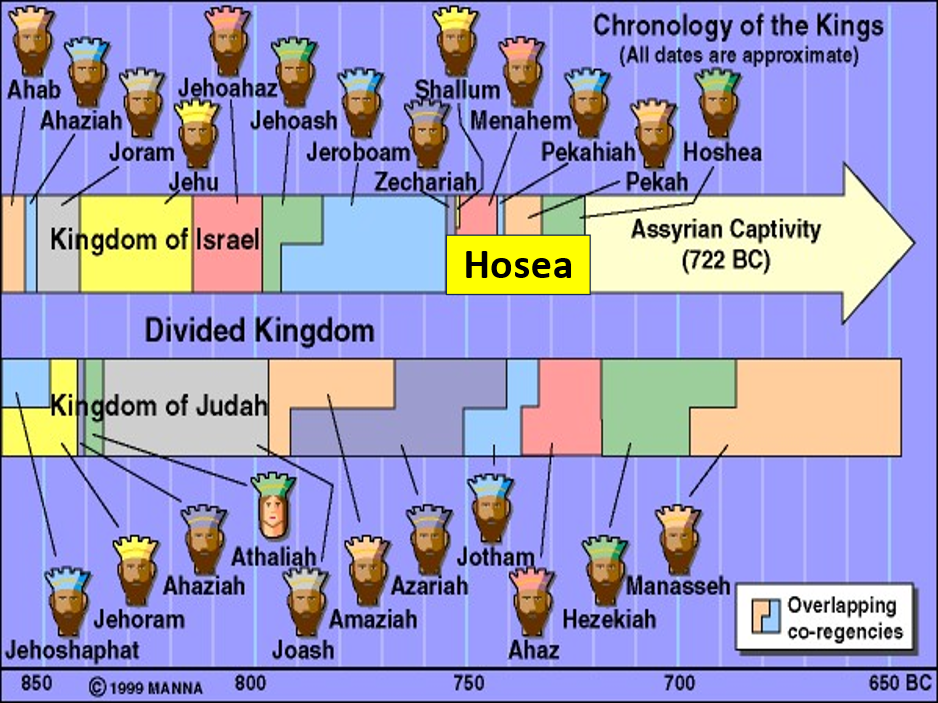 Chronology of the Kings
(All dates are approximate)
Ahab
Ahaziah
Joram
Jehu
Jehoahaz
Jehoash
Jeroboam
Zechariah
Shallum
Menahem
Pekahiah
Pekah
Hoshea
Kingdom of Israel
Hosea
Assyrian Captivity
(722 BC)
Divided Kingdom
Kingdom of Judah
Jehoshaphat
Jehoram
Ahaziah
Athaliah
Joash
Amaziah
Azariah
Jotham
Ahaz
Hezekiah
Manasseh
Overlapping
co-regencies
850 © 1999 MANNA 800 750 700 650 BC